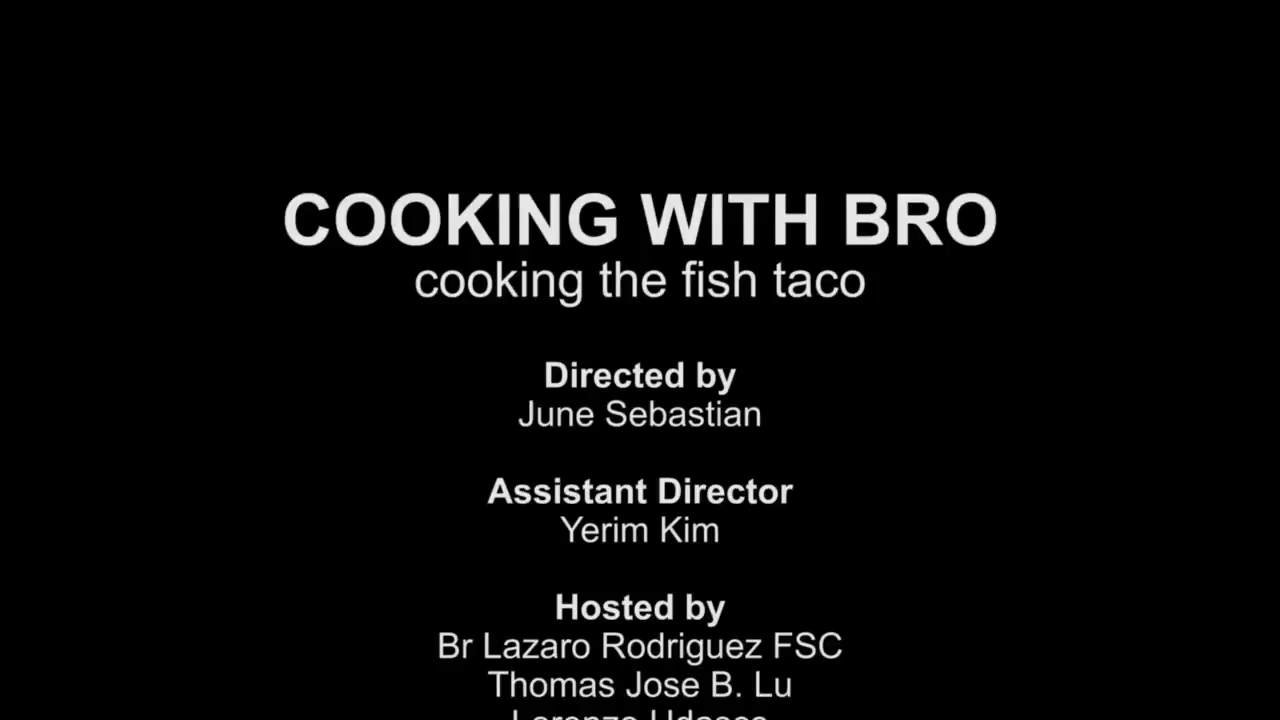 COOKING WITH BRO
cooking the fish taco
Directed by
June Sebastian
Assistant Director
Yerim Kim
Hosted by
Br Lazaro Rodriguez FSC
Thomas Jose B. Lu
Lorenzo